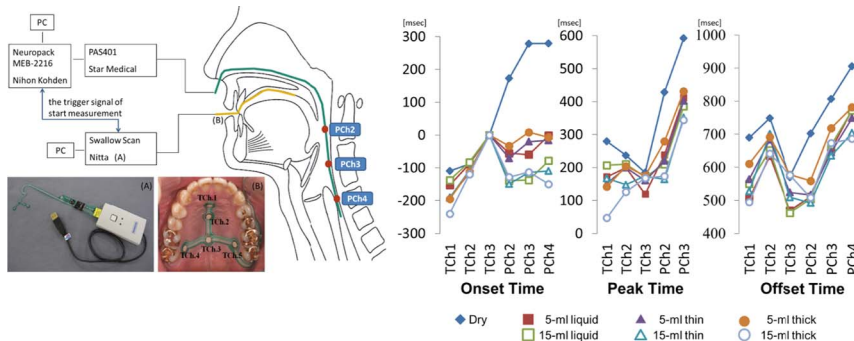 PC
Neuropack
MEB-2216
Nihon Kohden
PAS401
Star Medical
the trigger signal of
start measurement
PC
Swallow Scan
Nitta (A)
(B)
PCh2
PCh3
PCh4
(A)
(B)
TCh.1
TCh.2
TCh.3
TCh.4
TCh.5
[msec]
300
200
100
0
-100
-200
-300
TCh1
TCh2
TCh3
PCh2
PCh3
PCh4
Onset Time
[msec]
600
500
400
300
200
100
0
TCh1
TCh2
TCh3
PCh2
PCh3
Peak Time
[msec]
1000
900
800
700
600
500
400
TCh1
TCh2
TCh3
PCh2
PCh3
PCh4
Offset Time
Dry
5-ml liquid
5-ml thin
5-ml thick
15-ml liquid
15-ml thin
15-ml thick